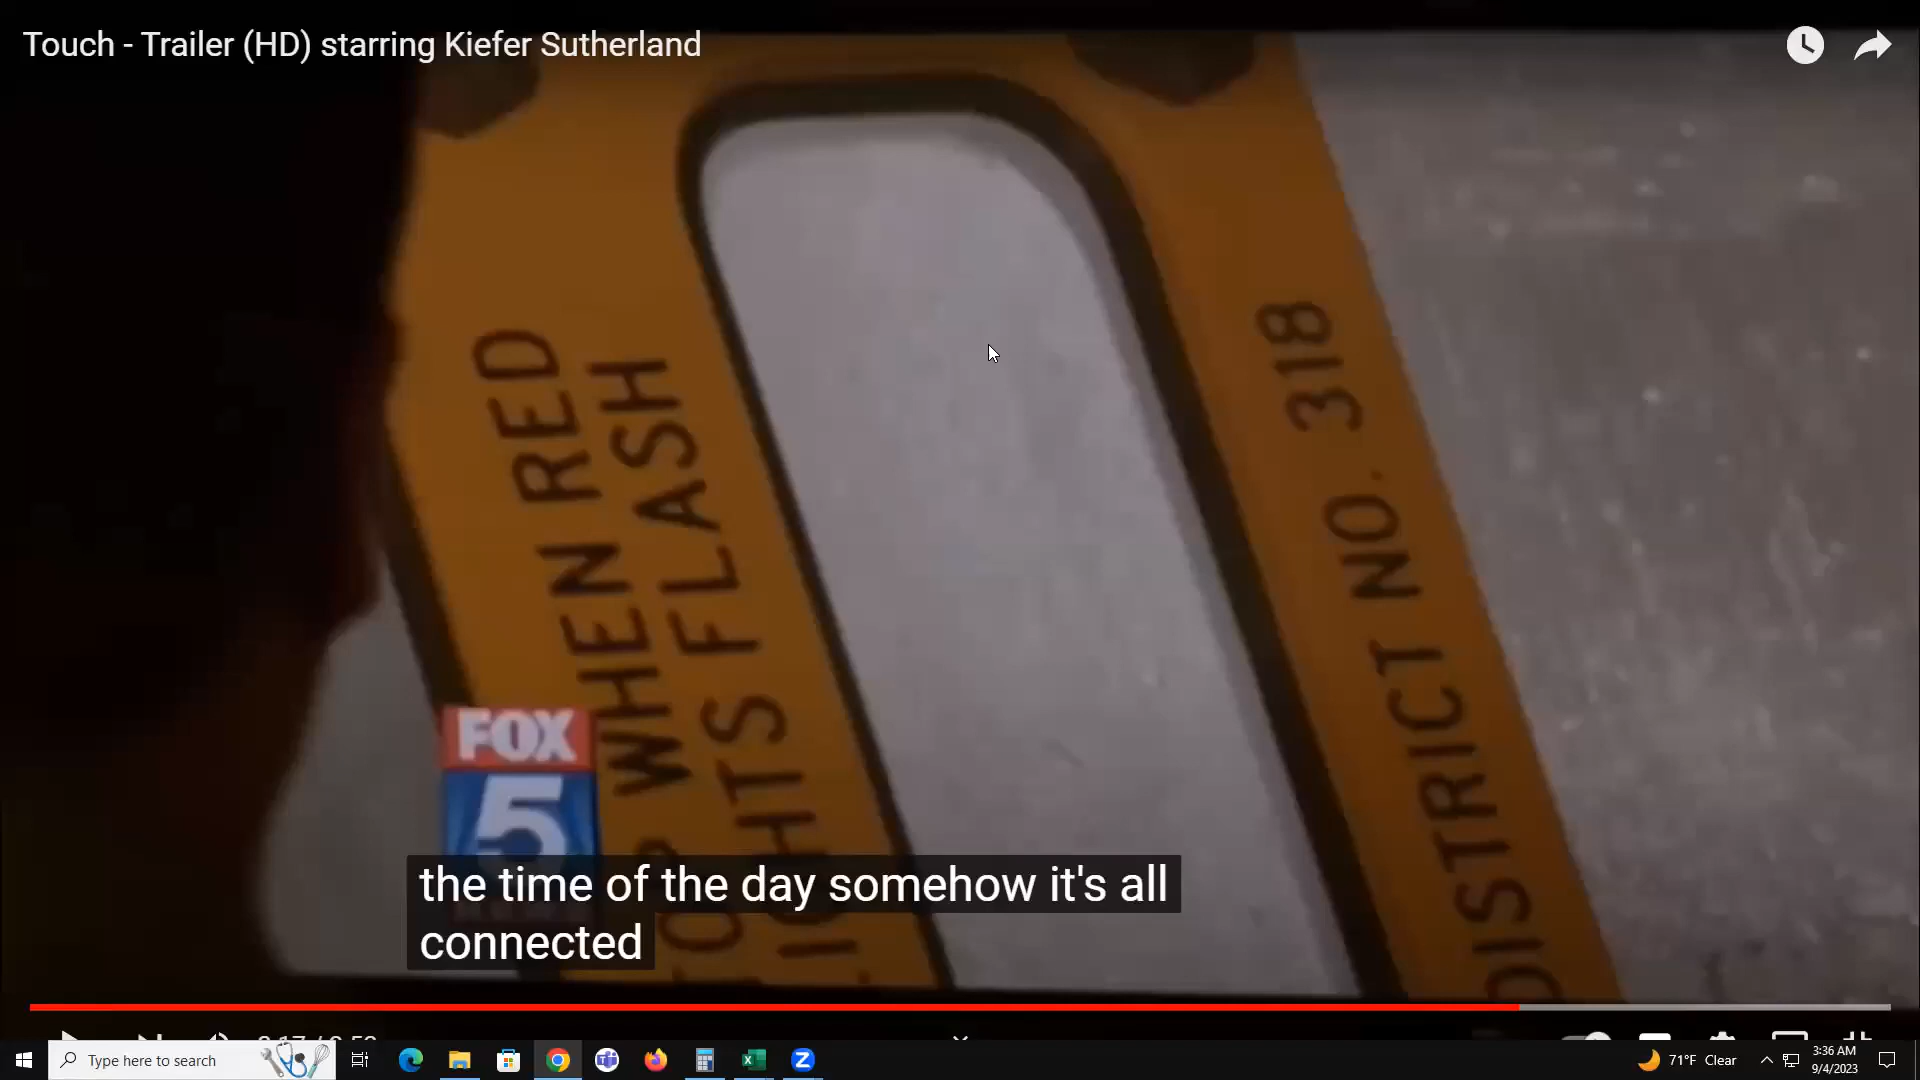 Touch - Trailer (HD) starring Kiefer Sutherland
WHEN RED
LIGHTS FLASH
DISTRICT NO. 318
FOX
5
the time of the day somehow it's all
connected
Type here to search
71°F Clear
3:36 AM
9/4/2023